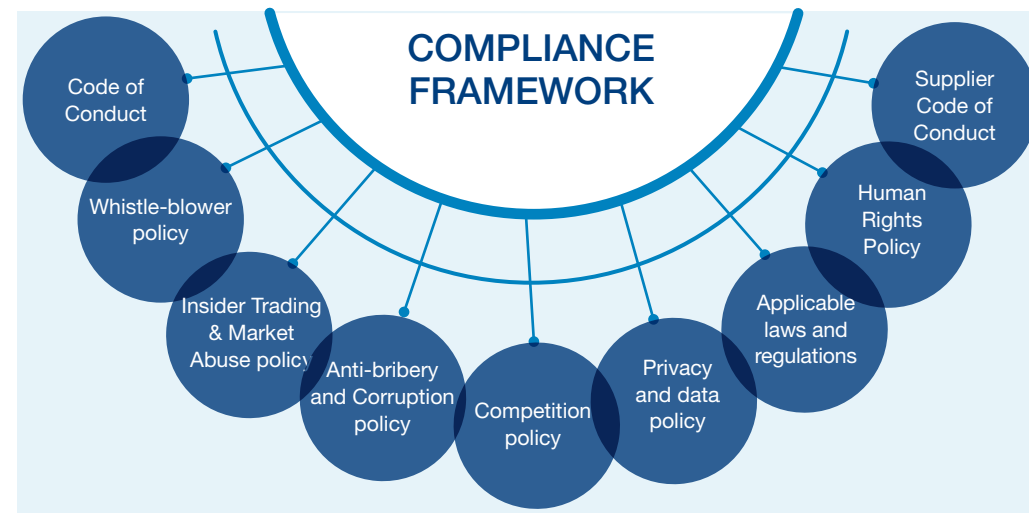 COMPLIANCE
FRAMEWORK
Code of
Conduct
Whistle-blower
policy
Insider Trading
& Market
Abuse policy
Anti-bribery
and Corruption
policy
Competition
policy
Privacy
and data
policy
Applicable
laws and
regulations
Human
Rights
Policy
Supplier
Code of
Conduct